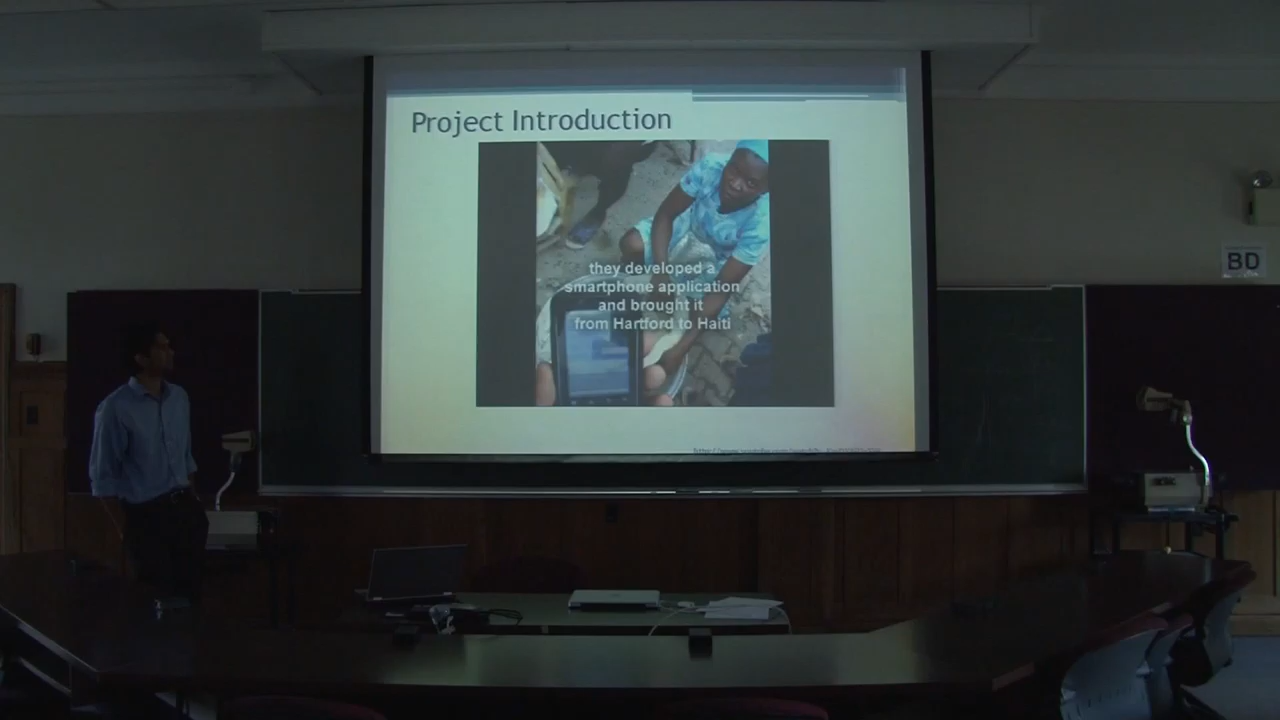 Project Introduction
they developed a
smartphone application
and brought it
from Hartford to Haiti
BD